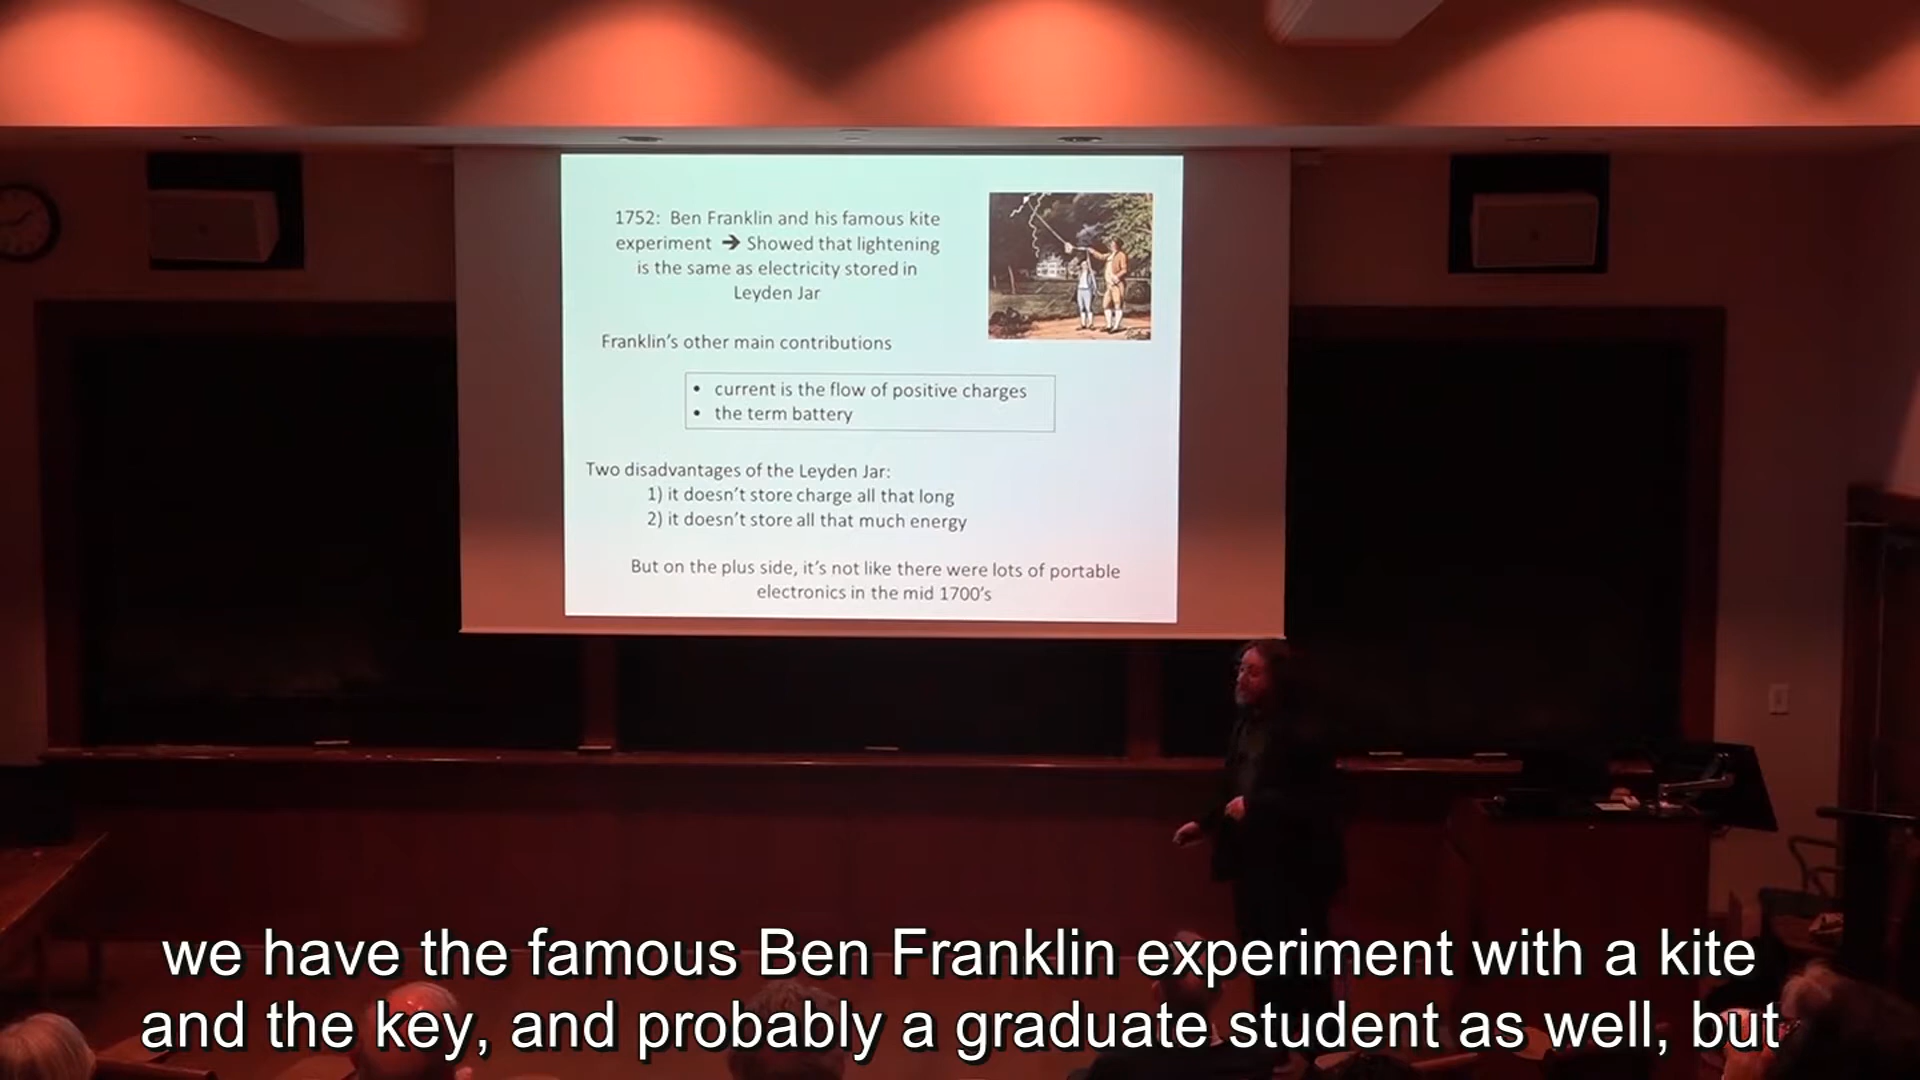 1752: Ben Franklin and his famous kite
experiment ➔ Showed that lightening
is the same as electricity stored in
Leyden Jar
Franklin's other main contributions
• current is the flow of positive charges
• the term battery
Two disadvantages of the Leyden Jar:
1) it doesn't store charge all that long
2) it doesn't store all that much energy
But on the plus side, it's not like there were lots of portable
electronics in the mid 1700's
we have the famous Ben Franklin experiment with a kite
and the key, and probably a graduate student as well, but